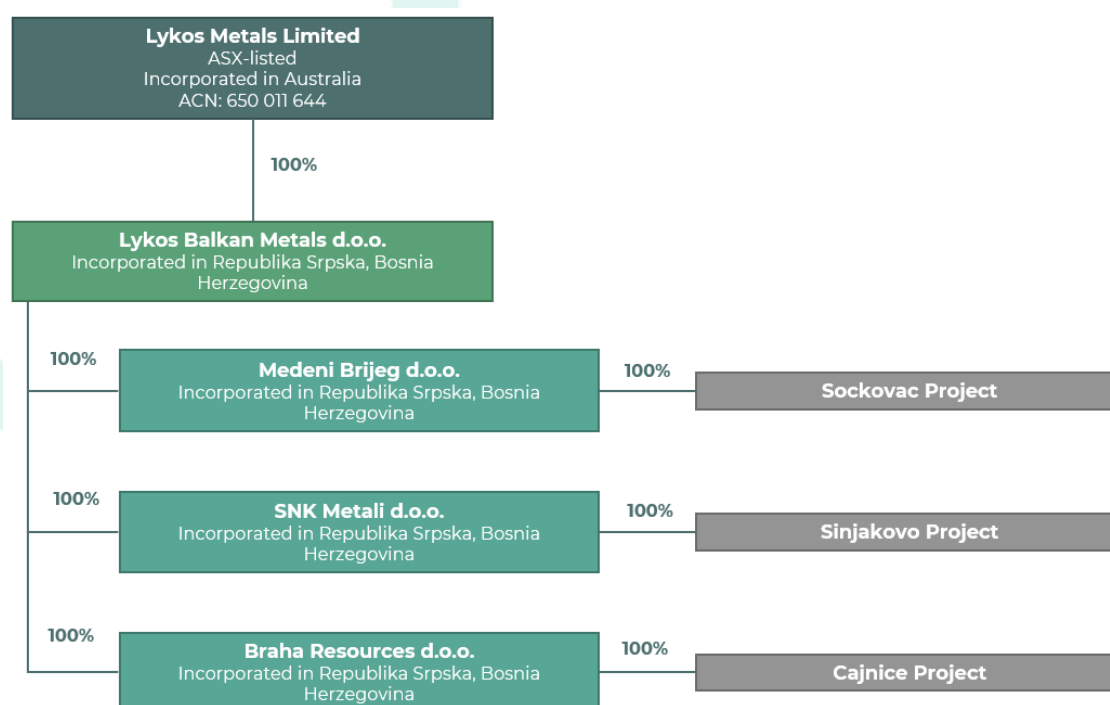 Lykos Metals Limited
ASX-listed
Incorporated in Australia
ACN: 650 011 644
100%
Lykos Balkan Metals d.o.o.
Incorporated in Republika Srpska, Bosnia
Herzegovina
100%
Medeni Brijeg d.o.o.
Incorporated in Republika Srpska, Bosnia
Herzegovina
100%
Sockovac Project
100%
SNK Metali d.o.o.
Incorporated in Republika Srpska, Bosnia
Herzegovina
100%
Sinjakovo Project
100%
Braha Resources d.o.o.
Incorporated in Republika Srpska, Bosnia
Herzegovina
100%
Cajnice Project